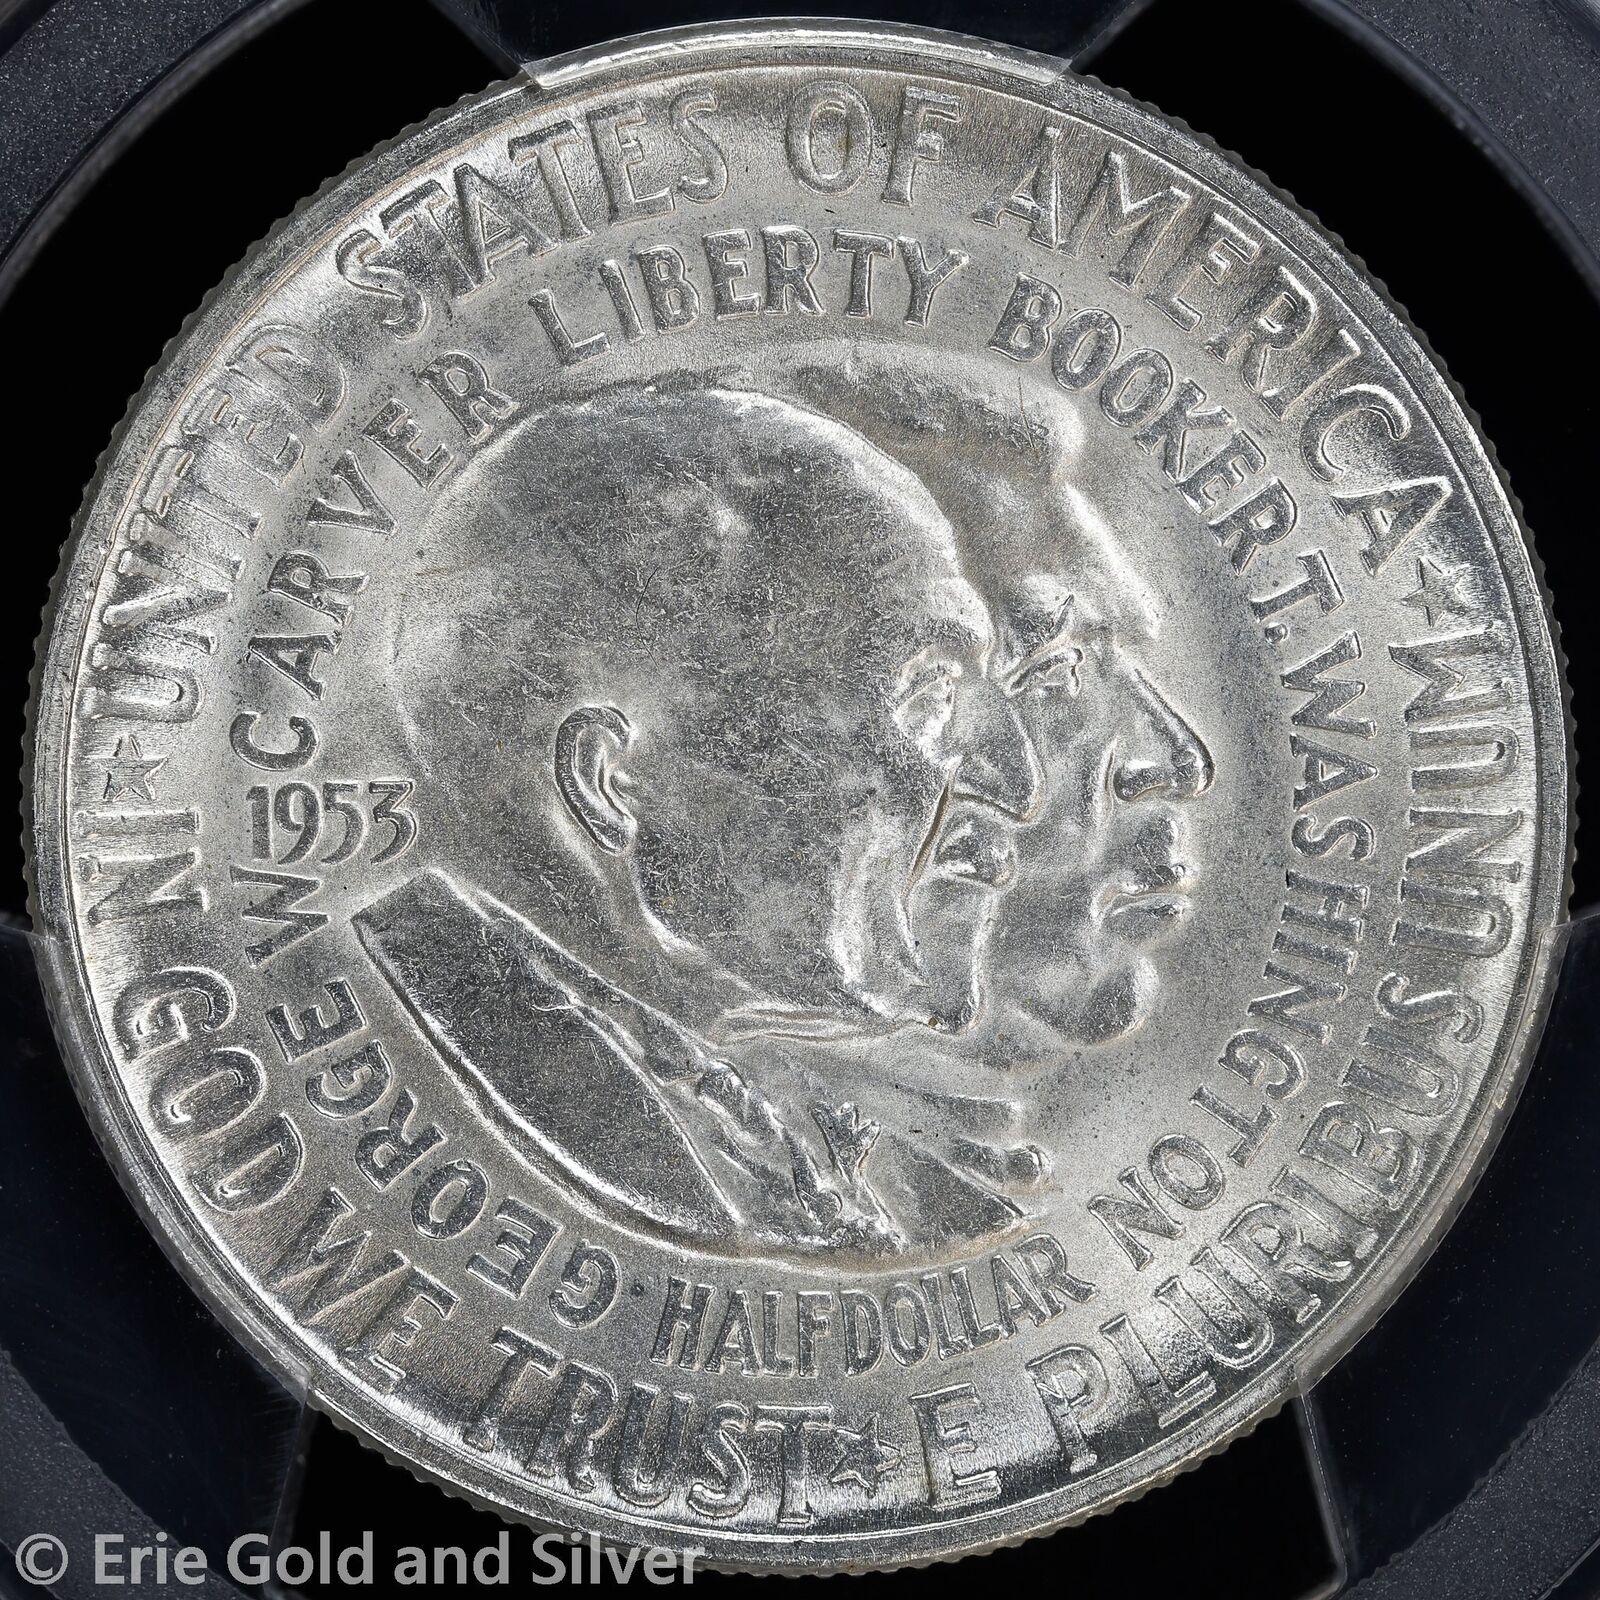 ★ UNITED STATES OF AMERICA ★
E PLURIBUS UNUM
★ IN GOD WE TRUST
GEORGE W CARVER LIBERTY BOOKER T. WASHINGTON
1953
HALF DOLLAR
© Erie Gold and Silver